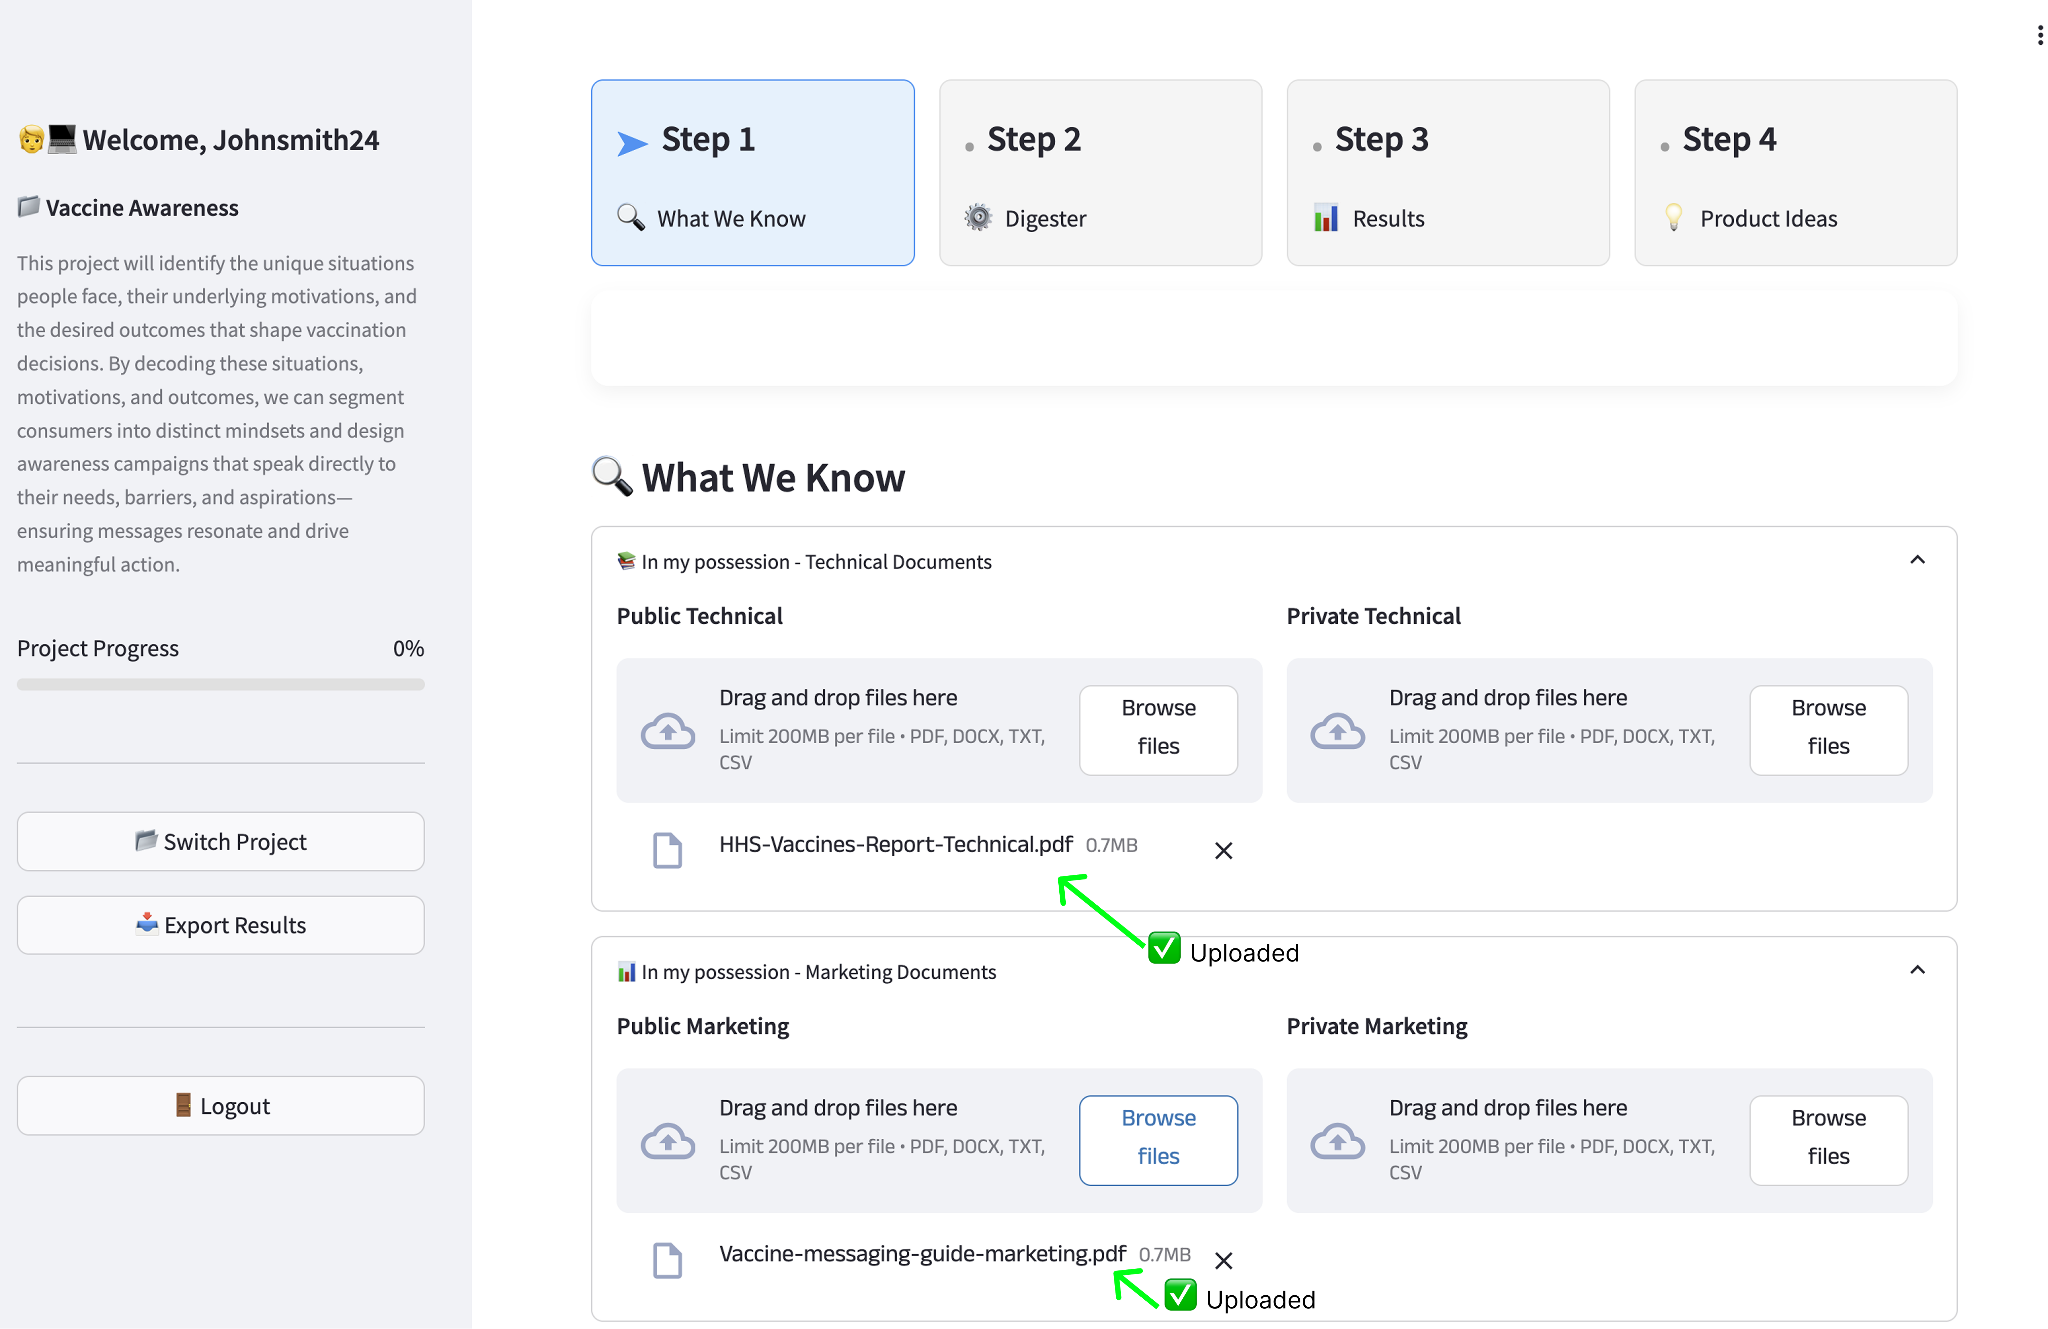 Welcome, Johnsmith24
Vaccine Awareness
This project will identify the unique situations
people face, their underlying motivations, and
the desired outcomes that shape vaccination
decisions. By decoding these situations,
motivations, and outcomes, we can segment
consumers into distinct mindsets and design
awareness campaigns that speak directly to
their needs, barriers, and aspirations—
ensuring messages resonate and drive
meaningful action.
Project Progress 0%
Switch Project
Export Results
Logout
Step 1
What We Know
Step 2
Digester
Step 3
Results
Step 4
Product Ideas
What We Know
In my possession - Technical Documents
Public Technical
Drag and drop files here
Limit 200MB per file • PDF, DOCX, TXT,
CSV
Browse
files
HHS-Vaccines-Report-Technical.pdf 0.7MB
Uploaded
Private Technical
Drag and drop files here
Limit 200MB per file • PDF, DOCX, TXT,
CSV
Browse
files
In my possession - Marketing Documents
Public Marketing
Drag and drop files here
Limit 200MB per file • PDF, DOCX, TXT,
CSV
Browse
files
Vaccine-messaging-guide-marketing.pdf 0.7MB
Uploaded
Private Marketing
Drag and drop files here
Limit 200MB per file • PDF, DOCX, TXT,
CSV
Browse
files